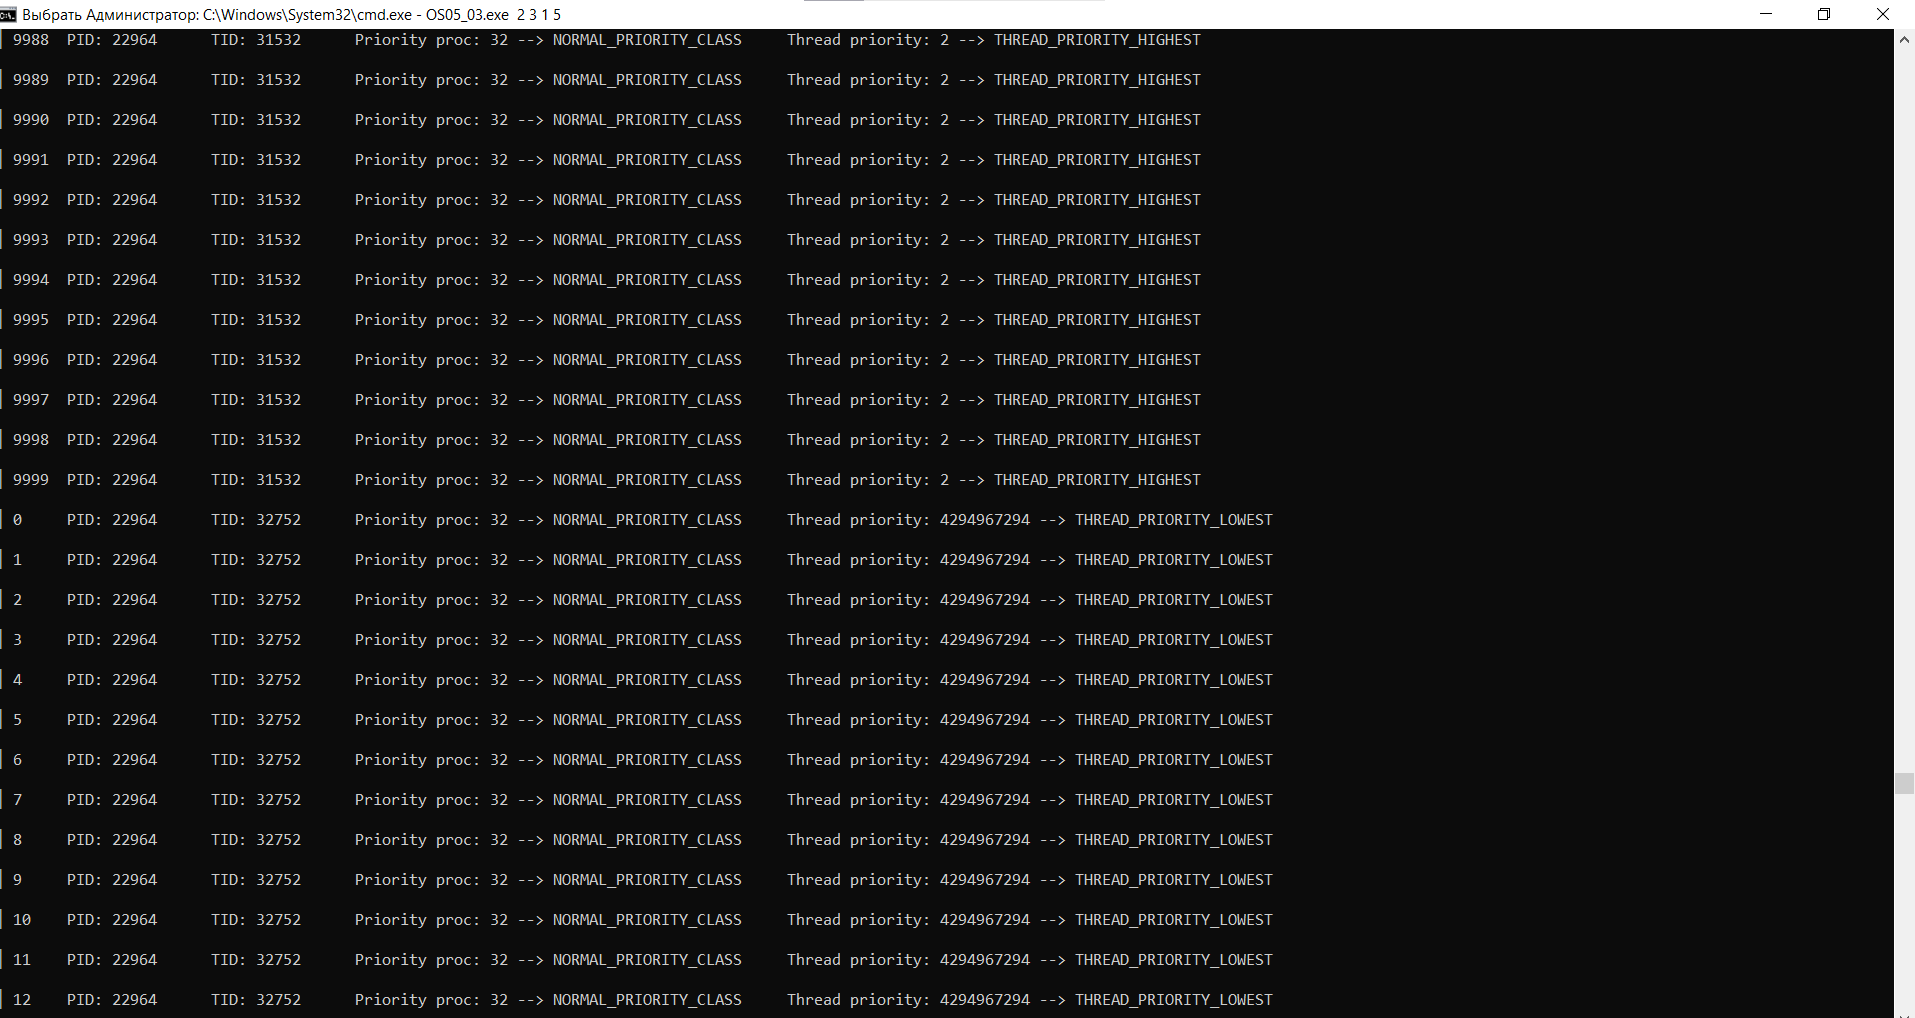 Выбрать Администратор: C:\Windows\System32\cmd.exe - OS05_03.exe  2 3 1 5
9988  PID: 22964      TID: 31532      Priority proc: 32 --> NORMAL_PRIORITY_CLASS     Thread priority: 2 --> THREAD_PRIORITY_HIGHEST
9989  PID: 22964      TID: 31532      Priority proc: 32 --> NORMAL_PRIORITY_CLASS     Thread priority: 2 --> THREAD_PRIORITY_HIGHEST
9990  PID: 22964      TID: 31532      Priority proc: 32 --> NORMAL_PRIORITY_CLASS     Thread priority: 2 --> THREAD_PRIORITY_HIGHEST
9991  PID: 22964      TID: 31532      Priority proc: 32 --> NORMAL_PRIORITY_CLASS     Thread priority: 2 --> THREAD_PRIORITY_HIGHEST
9992  PID: 22964      TID: 31532      Priority proc: 32 --> NORMAL_PRIORITY_CLASS     Thread priority: 2 --> THREAD_PRIORITY_HIGHEST
9993  PID: 22964      TID: 31532      Priority proc: 32 --> NORMAL_PRIORITY_CLASS     Thread priority: 2 --> THREAD_PRIORITY_HIGHEST
9994  PID: 22964      TID: 31532      Priority proc: 32 --> NORMAL_PRIORITY_CLASS     Thread priority: 2 --> THREAD_PRIORITY_HIGHEST
9995  PID: 22964      TID: 31532      Priority proc: 32 --> NORMAL_PRIORITY_CLASS     Thread priority: 2 --> THREAD_PRIORITY_HIGHEST
9996  PID: 22964      TID: 31532      Priority proc: 32 --> NORMAL_PRIORITY_CLASS     Thread priority: 2 --> THREAD_PRIORITY_HIGHEST
9997  PID: 22964      TID: 31532      Priority proc: 32 --> NORMAL_PRIORITY_CLASS     Thread priority: 2 --> THREAD_PRIORITY_HIGHEST
9998  PID: 22964      TID: 31532      Priority proc: 32 --> NORMAL_PRIORITY_CLASS     Thread priority: 2 --> THREAD_PRIORITY_HIGHEST
9999  PID: 22964      TID: 31532      Priority proc: 32 --> NORMAL_PRIORITY_CLASS     Thread priority: 2 --> THREAD_PRIORITY_HIGHEST
0     PID: 22964      TID: 32752      Priority proc: 32 --> NORMAL_PRIORITY_CLASS     Thread priority: 4294967294 --> THREAD_PRIORITY_LOWEST
1     PID: 22964      TID: 32752      Priority proc: 32 --> NORMAL_PRIORITY_CLASS     Thread priority: 4294967294 --> THREAD_PRIORITY_LOWEST
2     PID: 22964      TID: 32752      Priority proc: 32 --> NORMAL_PRIORITY_CLASS     Thread priority: 4294967294 --> THREAD_PRIORITY_LOWEST
3     PID: 22964      TID: 32752      Priority proc: 32 --> NORMAL_PRIORITY_CLASS     Thread priority: 4294967294 --> THREAD_PRIORITY_LOWEST
4     PID: 22964      TID: 32752      Priority proc: 32 --> NORMAL_PRIORITY_CLASS     Thread priority: 4294967294 --> THREAD_PRIORITY_LOWEST
5     PID: 22964      TID: 32752      Priority proc: 32 --> NORMAL_PRIORITY_CLASS     Thread priority: 4294967294 --> THREAD_PRIORITY_LOWEST
6     PID: 22964      TID: 32752      Priority proc: 32 --> NORMAL_PRIORITY_CLASS     Thread priority: 4294967294 --> THREAD_PRIORITY_LOWEST
7     PID: 22964      TID: 32752      Priority proc: 32 --> NORMAL_PRIORITY_CLASS     Thread priority: 4294967294 --> THREAD_PRIORITY_LOWEST
8     PID: 22964      TID: 32752      Priority proc: 32 --> NORMAL_PRIORITY_CLASS     Thread priority: 4294967294 --> THREAD_PRIORITY_LOWEST
9     PID: 22964      TID: 32752      Priority proc: 32 --> NORMAL_PRIORITY_CLASS     Thread priority: 4294967294 --> THREAD_PRIORITY_LOWEST
10    PID: 22964      TID: 32752      Priority proc: 32 --> NORMAL_PRIORITY_CLASS     Thread priority: 4294967294 --> THREAD_PRIORITY_LOWEST
11    PID: 22964      TID: 32752      Priority proc: 32 --> NORMAL_PRIORITY_CLASS     Thread priority: 4294967294 --> THREAD_PRIORITY_LOWEST
12    PID: 22964      TID: 32752      Priority proc: 32 --> NORMAL_PRIORITY_CLASS     Thread priority: 4294967294 --> THREAD_PRIORITY_LOWEST